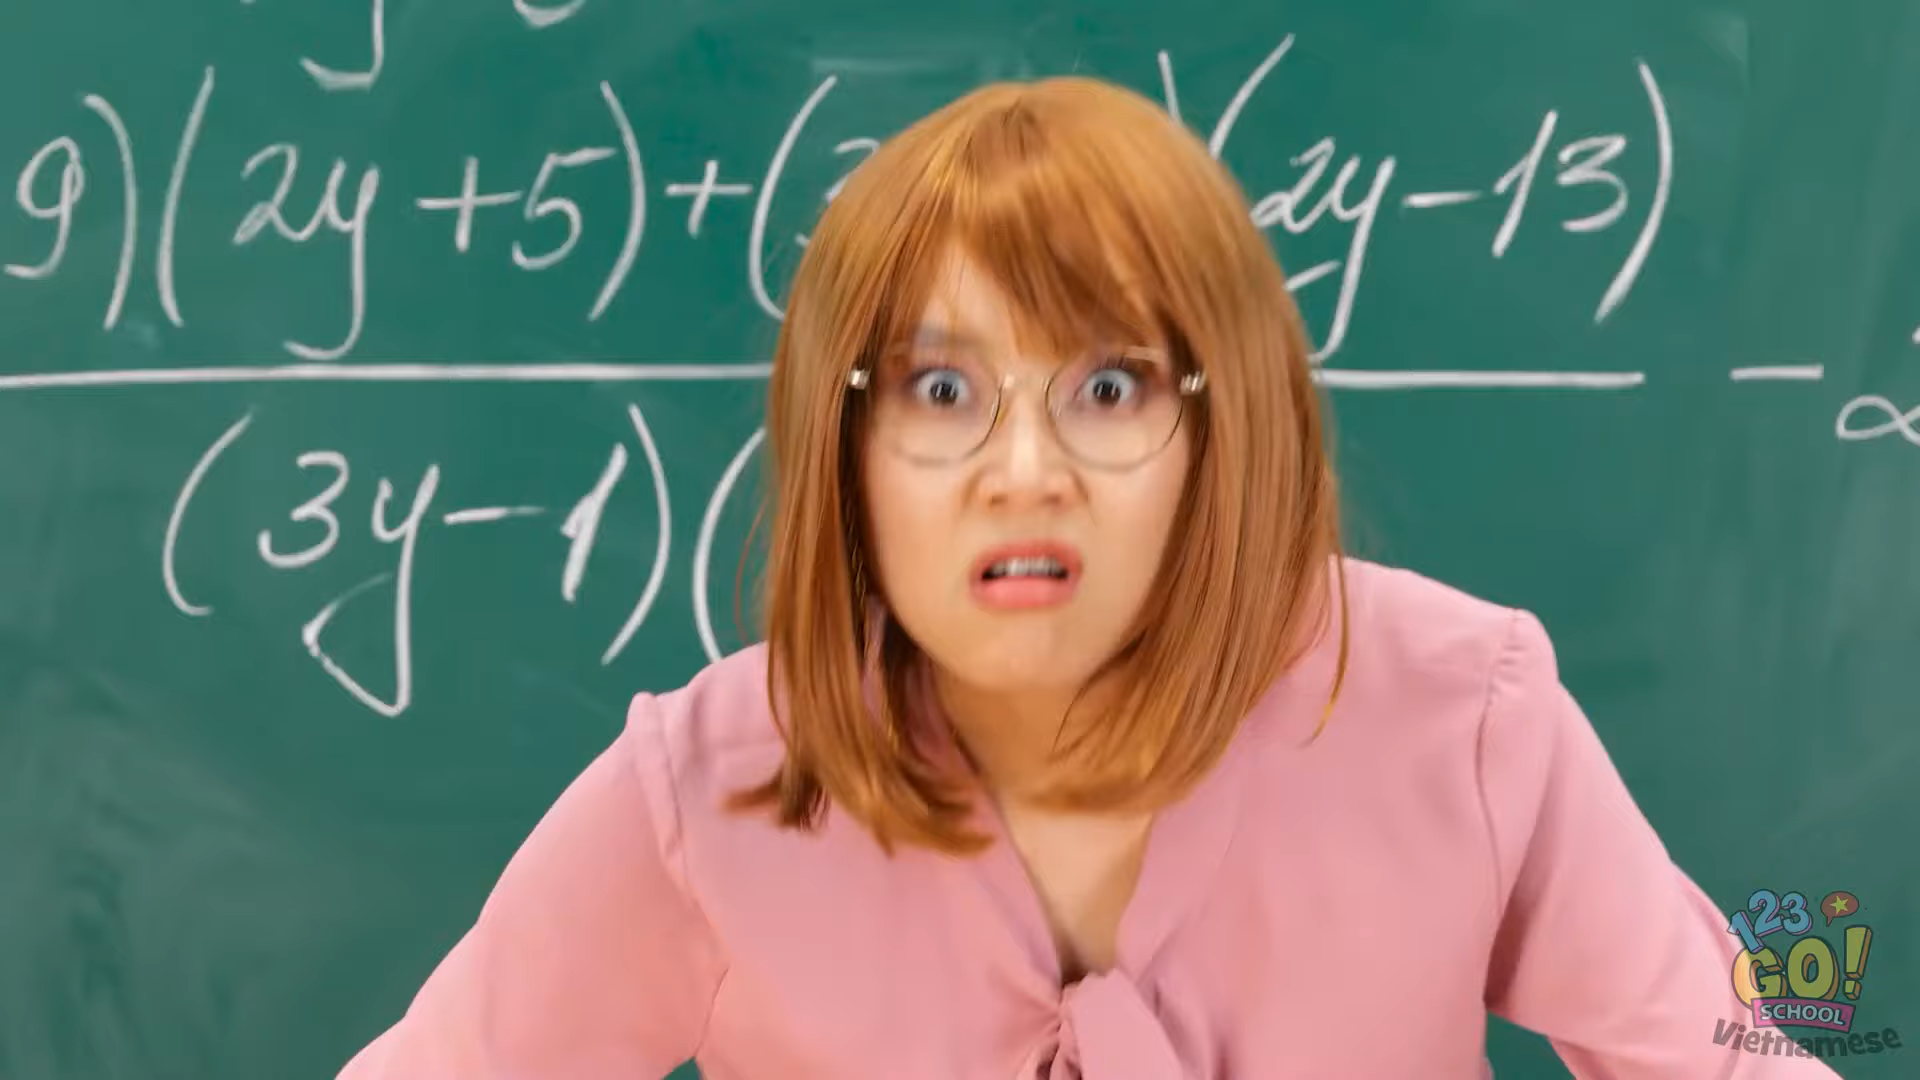 9)(2y+5)+( )(2y-13)
-
(3y-1)(
123
GO!
SCHOOL
Vietnamese